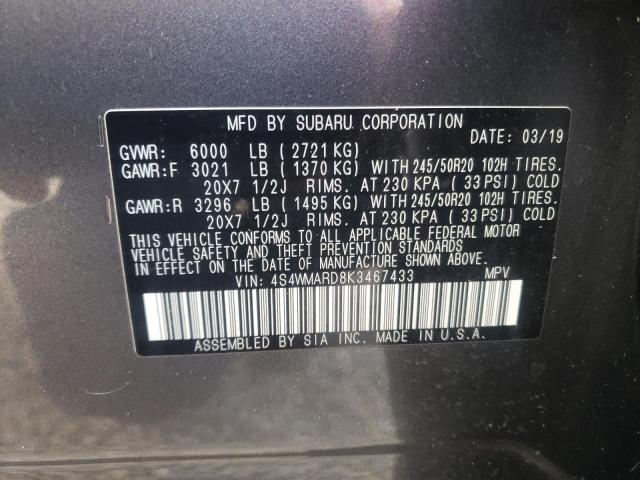 MFD BY SUBARU CORPORATION
DATE: 03/19
GVWR: 6000 LB ( 2721 KG)
GAWR:F 3021 LB ( 1370 KG) WITH 245/50R20 102H TIRES.
20X7 1/2J RIMS. AT 230 KPA ( 33 PSI) COLD
GAWR:R 3296 LB ( 1495 KG) WITH 245/50R20 102H TIRES.
20X7 1/2J RIMS. AT 230 KPA ( 33 PSI) COLD
THIS VEHICLE CONFORMS TO ALL APPLICABLE FEDERAL MOTOR
VEHICLE SAFETY AND THEFT PREVENTION STANDARDS
IN EFFECT ON THE DATE OF MANUFACTURE SHOWN ABOVE.
VIN: 4S4WMARD8K3467433 MPV
ASSEMBLED BY SIA INC. MADE IN U.S.A.